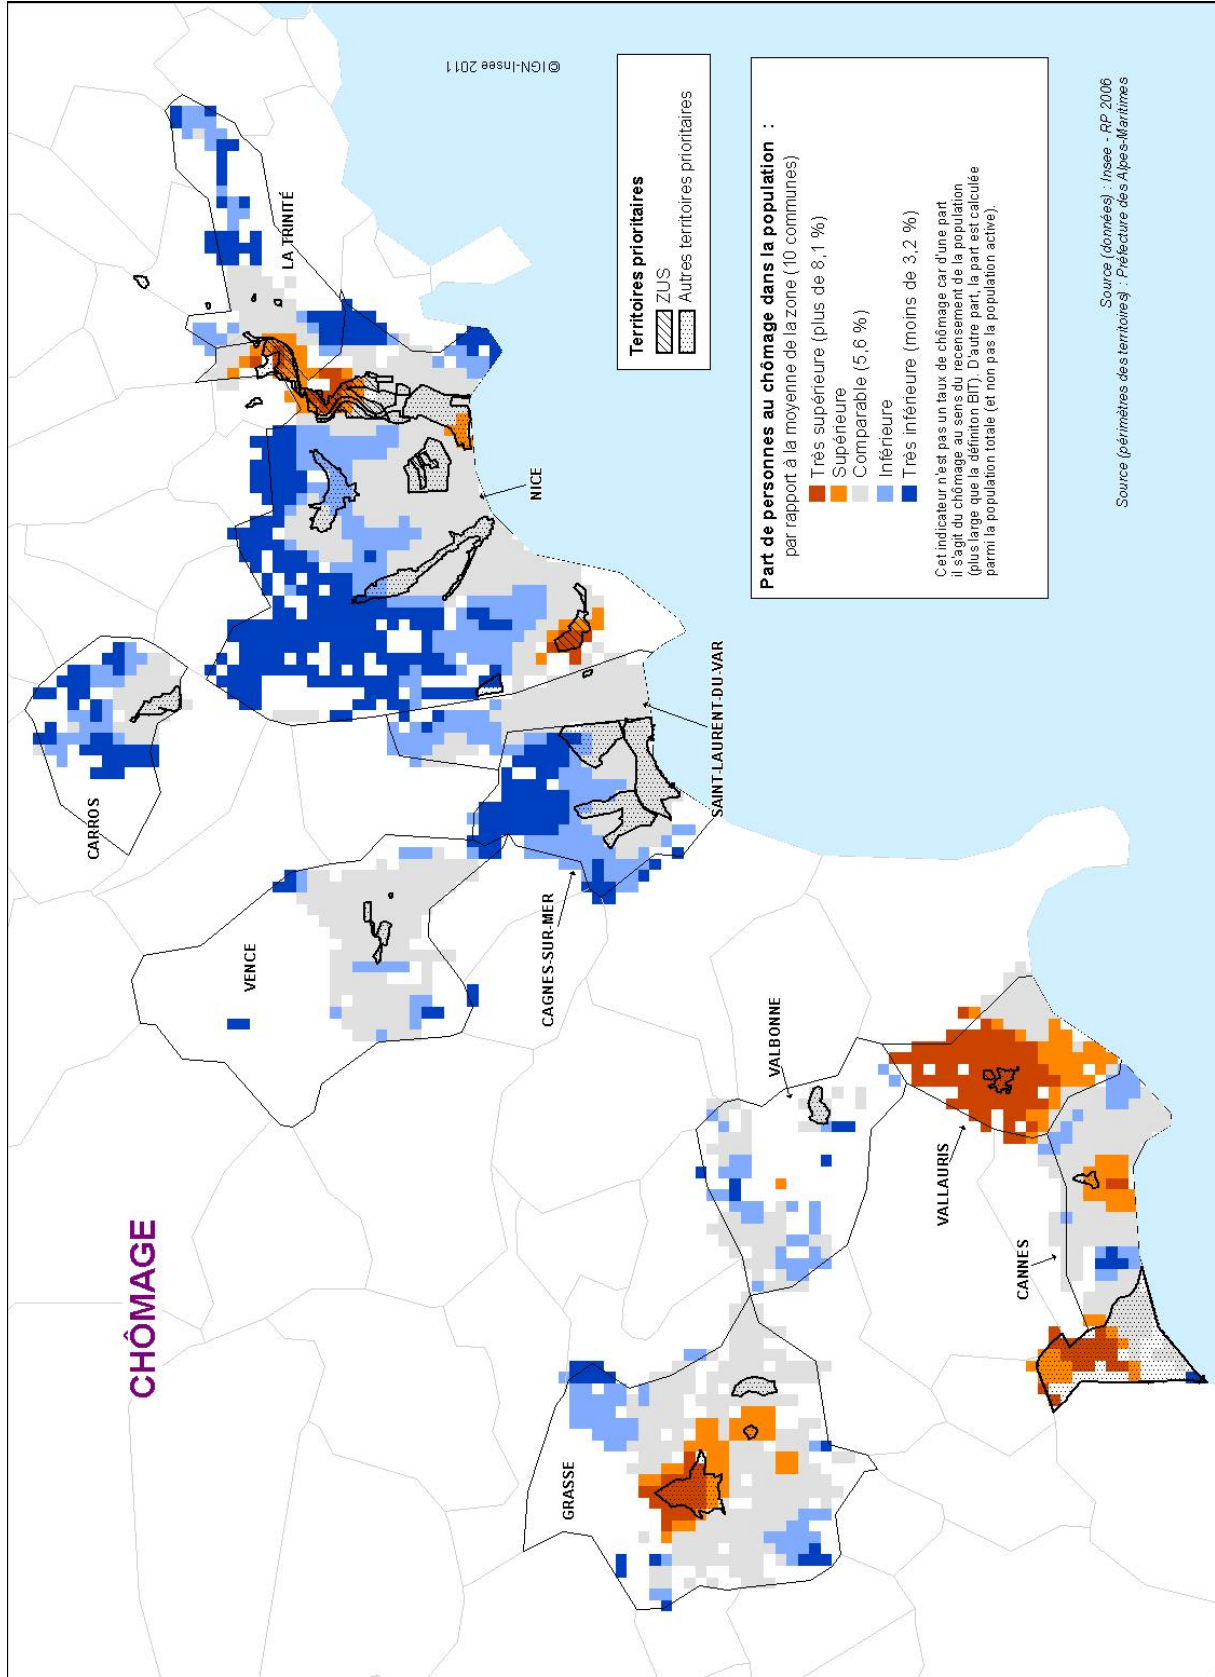 CHÔMAGE
GRASSE
VENCE
CARROS
CAGNES-SUR-MER
VALBONNE
VALLAURIS
CANNES
SAINT-LAURENT-DU-VAR
NICE
LA TRINITÉ
©IGN-Insee 2011
Territoires prioritaires
ZUS
Autres territoires prioritaires
Part de personnes au chômage dans la population :
par rapport à la moyenne de la zone (10 communes)
Très supérieure (plus de 8,1 %)
Supérieure
Comparable (5,6 %)
Inférieure
Très inférieure (moins de 3,2 %)
Cet indicateur n'est pas un taux de chômage car d'une part
il s'agit du chômage au sens du recensement de la population
(plus large que la définiton BIT). D'autre part, la part est calculée
parmi la population totale (et non pas la population active).
Source (données) : Insee - RP 2006
Source (périmètres des territoires) : Préfecture des Alpes-Maritimes